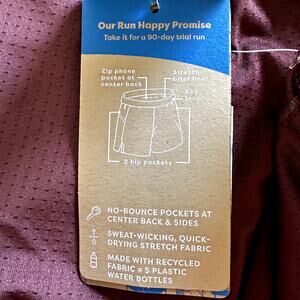 Our Run Happy Promise
Take it for a 90-day trial run
Zip phone
pocket at
center back
Stretch
brief liner
Key
loop
2 hip pockets
NO-BOUNCE POCKETS AT
CENTER BACK & SIDES
SWEAT-WICKING, QUICK-
DRYING STRETCH FABRIC
MADE WITH RECYCLED
FABRIC = 5 PLASTIC
WATER BOTTLES